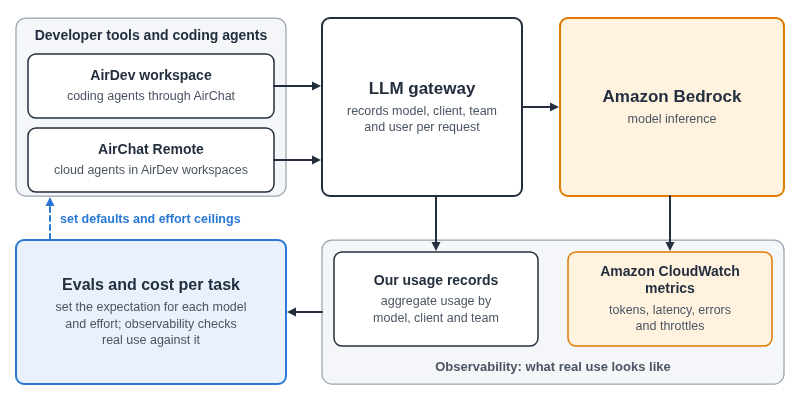 Developer tools and coding agents
AirDev workspace
coding agents through AirChat
AirChat Remote
cloud agents in AirDev workspaces
LLM gateway
records model, client, team
and user per request
Amazon Bedrock
model inference
set defaults and effort ceilings
Evals and cost per task
set the expectation for each model
and effort; observability checks
real use against it
Our usage records
aggregate usage by
model, client and team
Amazon CloudWatch
metrics
tokens, latency, errors
and throttles
Observability: what real use looks like